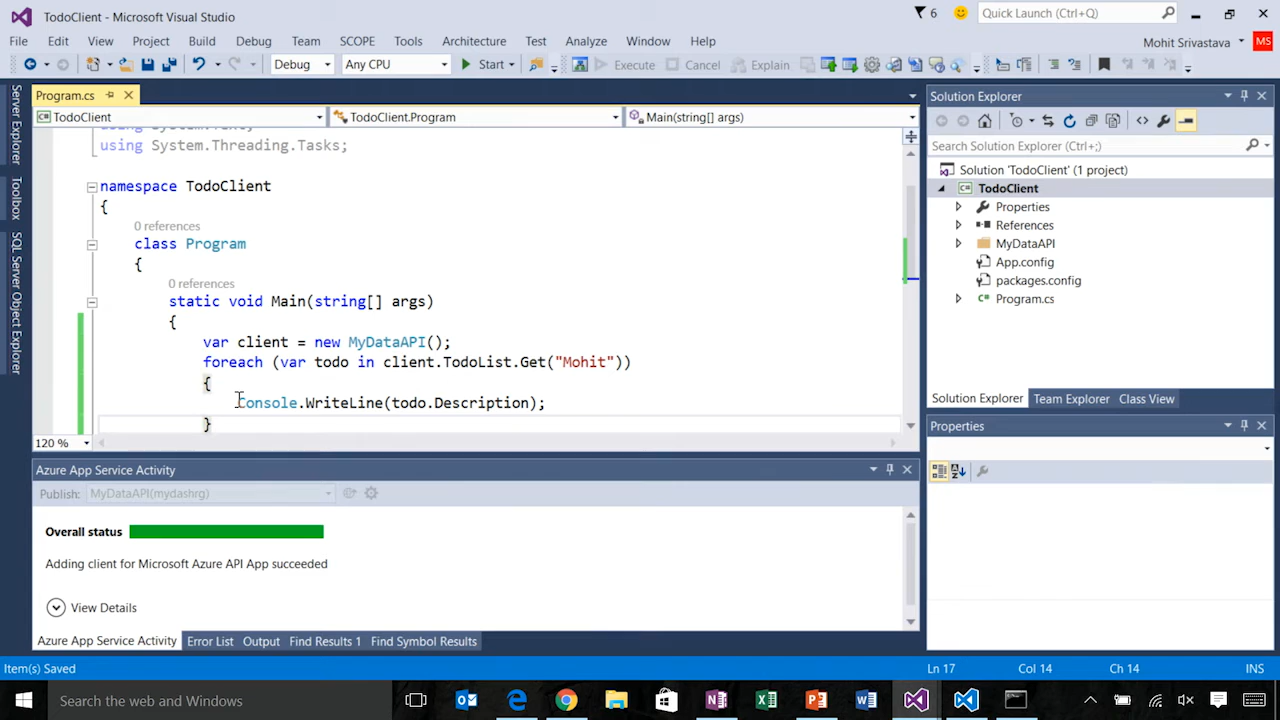 TodoClient - Microsoft Visual Studio
6
Quick Launch (Ctrl+Q)
File Edit View Project Build Debug Team SCOPE Tools Architecture Test Analyze Window Help
Mohit Srivastava MS
Debug Any CPU Start Execute Cancel Explain
Server Explorer
Toolbox
SQL Server Object Explorer
Program.cs
TodoClient TodoClient.Program Main(string[] args)
using System.Text;
using System.Threading.Tasks;
namespace TodoClient
{
0 references
class Program
{
0 references
static void Main(string[] args)
{
var client = new MyDataAPI();
foreach (var todo in client.TodoList.Get("Mohit"))
{
Console.WriteLine(todo.Description);
}
120 %
Azure App Service Activity
Publish: MyDataAPI(mydashrg)
Overall status
Adding client for Microsoft Azure API App succeeded
View Details
Azure App Service Activity Error List Output Find Results 1 Find Symbol Results
Solution Explorer
Search Solution Explorer (Ctrl+;)
Solution 'TodoClient' (1 project)
TodoClient
Properties
References
MyDataAPI
App.config
packages.config
Program.cs
Solution Explorer Team Explorer Class View
Properties
Item(s) Saved Ln 17 Col 14 Ch 14 INS
Search the web and Windows